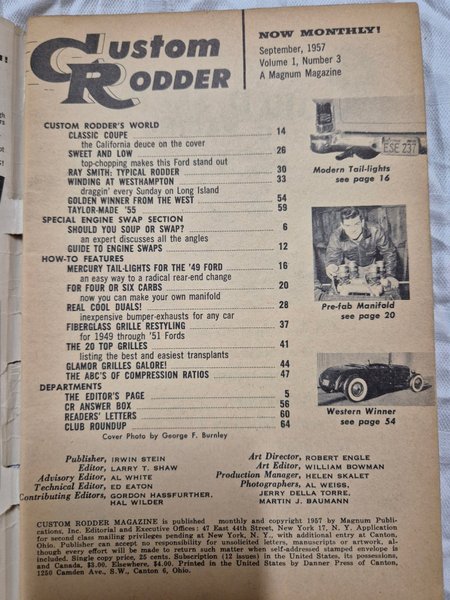 Custom
RODDER
NOW MONTHLY!
September, 1957
Volume 1, Number 3
A Magnum Magazine
CUSTOM RODDER'S WORLD
CLASSIC COUPE 14
the California deuce on the cover
SWEET AND LOW 26
top-chopping makes this Ford stand out
RAY SMITH: TYPICAL RODDER 30
WINDING AT WESTHAMPTON 33
draggin' every Sunday on Long Island
GOLDEN WINNER FROM THE WEST 54
TAYLOR-MADE '55 59
SPECIAL ENGINE SWAP SECTION
SHOULD YOU SOUP OR SWAP? 6
an expert discusses all the angles
GUIDE TO ENGINE SWAPS 12
HOW-TO FEATURES
MERCURY TAIL-LIGHTS FOR THE '49 FORD 16
an easy way to a radical rear-end change
FOR FOUR OR SIX CARBS 20
now you can make your own manifold
REAL COOL DUALS! 28
inexpensive bumper-exhausts for any car
FIBERGLASS GRILLE RESTYLING 37
for 1949 through '51 Fords
THE 20 TOP GRILLES 41
listing the best and easiest transplants
GLAMOR GRILLES GALORE! 44
THE ABC'S OF COMPRESSION RATIOS 47
DEPARTMENTS
THE EDITOR'S PAGE 5
CR ANSWER BOX 56
READERS' LETTERS 60
CLUB ROUNDUP 64
Cover Photo by George F. Burnley
ESE 237
Modern Tail-lights
see page 16
Pre-fab Manifold
see page 20
Western Winner
see page 54
Publisher, IRWIN STEIN
Editor, LARRY T. SHAW
Advisory Editor, AL WHITE
Technical Editor, ED EATON
Contributing Editors, GORDON HASSFURTHER,
HAL WILDER
Art Director, ROBERT ENGLE
Art Editor, WILLIAM BOWMAN
Production Manager, HELEN SKALET
Photographers, AL WEISS,
JERRY DELLA TORRE,
MARTIN J. BAUMANN
CUSTOM RODDER MAGAZINE is published monthly and copyright 1957 by Magnum Publi-
cations, Inc. Editorial and Executive Offices: 47 East 44th Street, New York 17, N. Y. Application
for second class mailing privileges pending at New York, N. Y., with additional entry at Canton,
Ohio. Publisher can accept no responsibility for unsolicited letters, manuscripts or artwork, al-
though every effort will be made to return such matter when self-addressed stamped envelope is
included. Single copy price, 25 cents. Subscription (12 issues) in the United States, its possessions,
and Canada, $3.00. Elsewhere, $4.00. Printed in the United States by Danner Press of Canton,
1250 Camden Ave., S.W., Canton 6, Ohio.